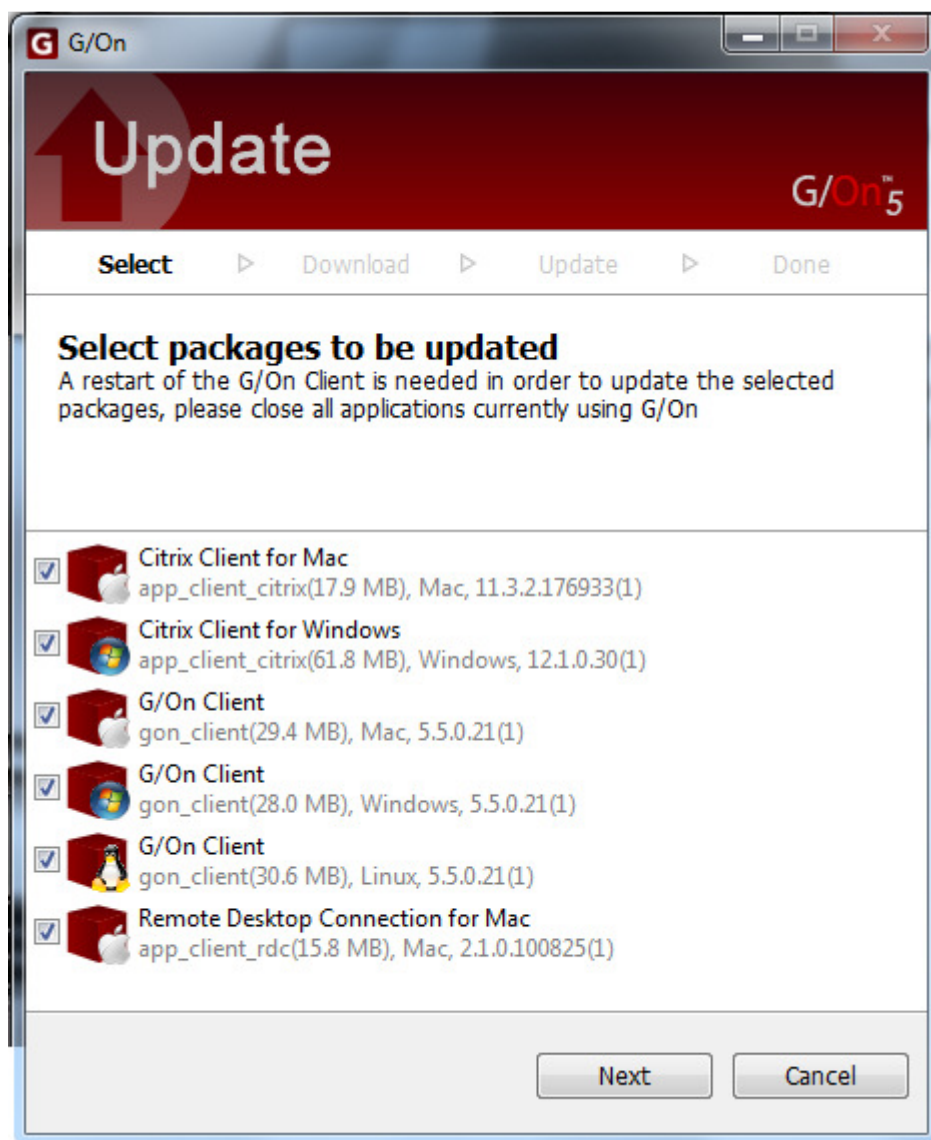 G G/On
Update
G/On™5
Select Download Update Done
Select packages to be updated
A restart of the G/On Client is needed in order to update the selected
packages, please close all applications currently using G/On
Citrix Client for Mac
app_client_citrix(17.9 MB), Mac, 11.3.2.176933(1)
Citrix Client for Windows
app_client_citrix(61.8 MB), Windows, 12.1.0.30(1)
G/On Client
gon_client(29.4 MB), Mac, 5.5.0.21(1)
G/On Client
gon_client(28.0 MB), Windows, 5.5.0.21(1)
G/On Client
gon_client(30.6 MB), Linux, 5.5.0.21(1)
Remote Desktop Connection for Mac
app_client_rdc(15.8 MB), Mac, 2.1.0.100825(1)
Next Cancel